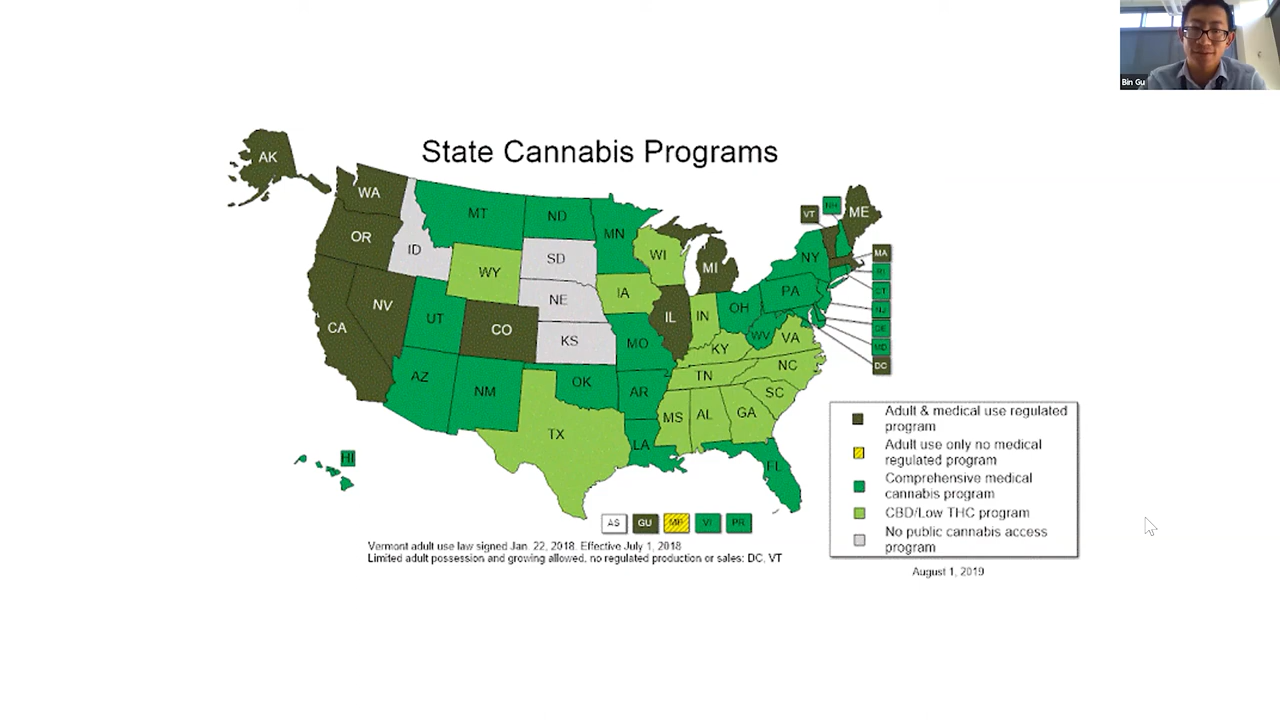 Bin Gu
State Cannabis Programs
AK
WA
MT
ND
MN
VT
NH
ME
OR
ID
WY
SD
WI
MI
NY
MA
RI
CT
NJ
DE
MD
DC
NV
CA
UT
CO
NE
KS
IA
IL
IN
OH
PA
WV
VA
MO
KY
NC
TN
SC
AZ
NM
OK
AR
TX
MS
AL
GA
LA
FL
HI
AS
GU
MP
VI
PR
Adult & medical use regulated
program
Adult use only no medical
regulated program
Comprehensive medical
cannabis program
CBD/Low THC program
No public cannabis access
program
Vermont adult use law signed Jan. 22, 2018. Effective July 1, 2018
Limited adult possession and growing allowed, no regulated production or sales: DC, VT
August 1, 2019